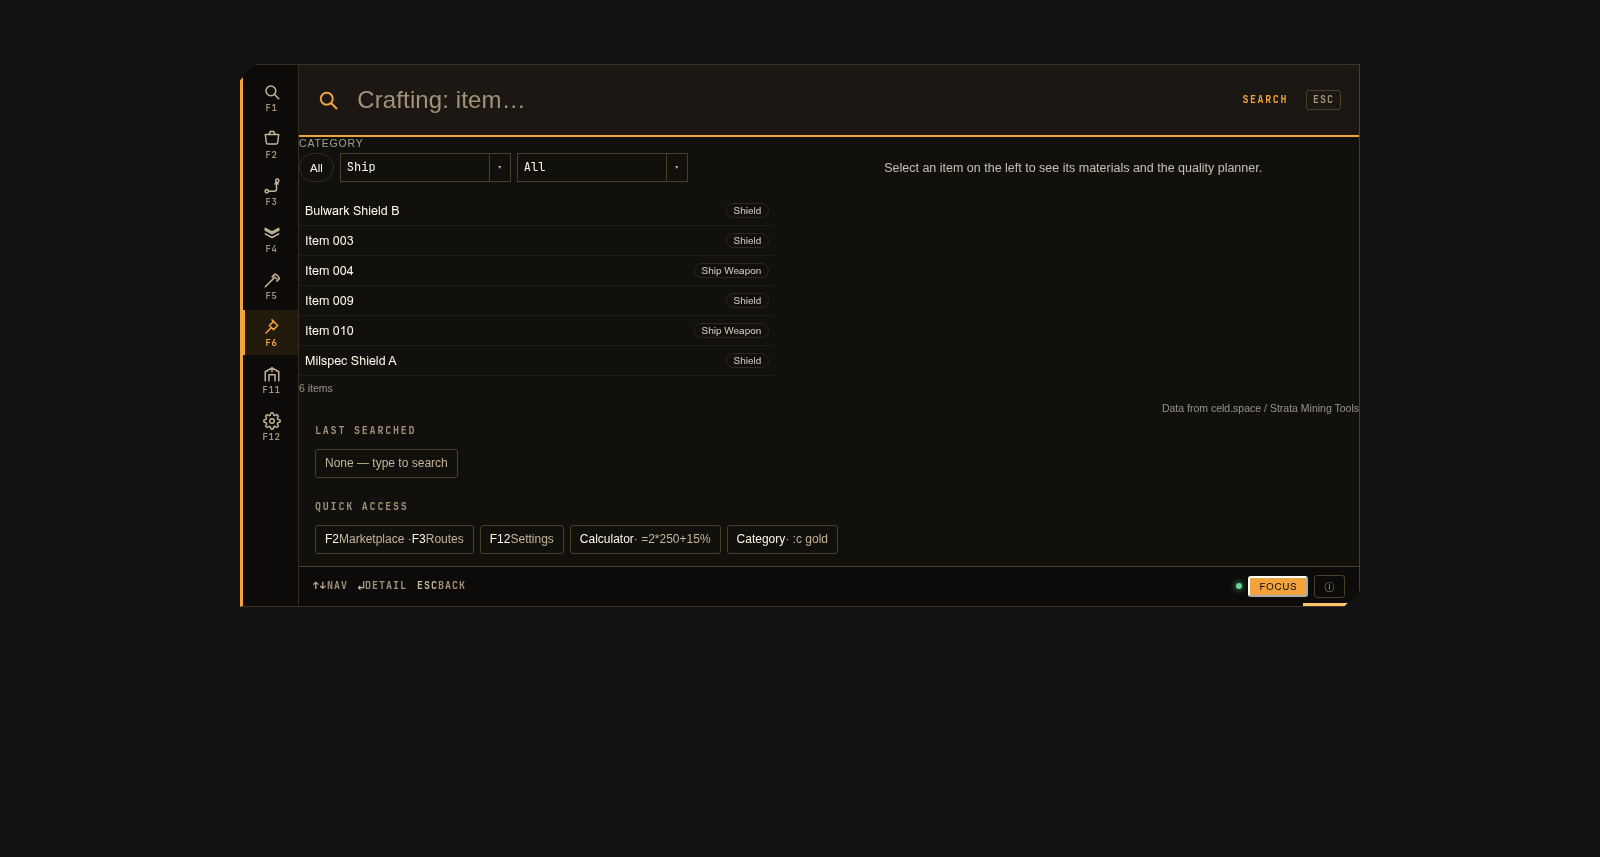 F1
F2
F3
F4
F5
F6
F11
F12
Crafting: item…
SEARCH
ESC
CATEGORY
All
Ship
All
Select an item on the left to see its materials and the quality planner.
Bulwark Shield B
Shield
Item 003
Shield
Item 004
Ship Weapon
Item 009
Shield
Item 010
Ship Weapon
Milspec Shield A
Shield
6 items
Data from celd.space / Strata Mining Tools
LAST SEARCHED
None — type to search
QUICK ACCESS
F2Marketplace ·F3Routes
F12Settings
Calculator· =2*250+15%
Category· :c gold
↑↓NAV ↲DETAIL ESCBACK
FOCUS
ⓘ